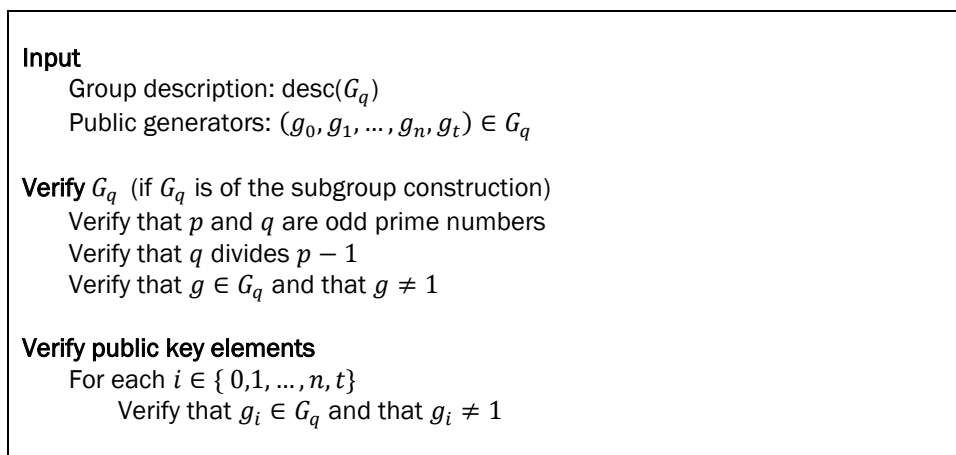 Input
Group description: desc(G_q)
Public generators: (g_0, g_1, … , g_n, g_t) ∈ G_q
Verify G_q (if G_q is of the subgroup construction)
Verify that p and q are odd prime numbers
Verify that q divides p − 1
Verify that g ∈ G_q and that g ≠ 1
Verify public key elements
For each i ∈ { 0,1, … , n, t}
Verify that g_i ∈ G_q and that g_i ≠ 1